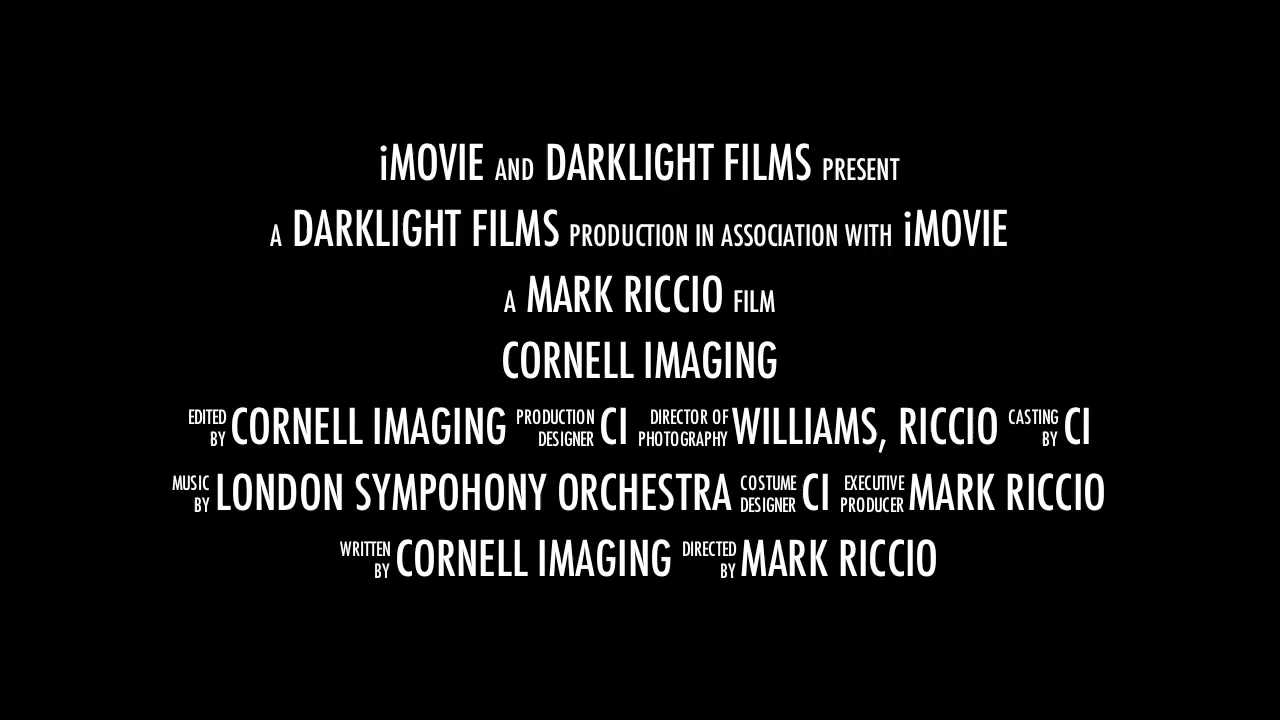 iMOVIE AND DARKLIGHT FILMS PRESENT
A DARKLIGHT FILMS PRODUCTION IN ASSOCIATION WITH iMOVIE
A MARK RICCIO FILM
CORNELL IMAGING
EDITED BY CORNELL IMAGING PRODUCTION DESIGNER CI DIRECTOR OF PHOTOGRAPHY WILLIAMS, RICCIO CASTING BY CI
MUSIC BY LONDON SYMPOHONY ORCHESTRA COSTUME DESIGNER CI EXECUTIVE PRODUCER MARK RICCIO
WRITTEN BY CORNELL IMAGING DIRECTED BY MARK RICCIO